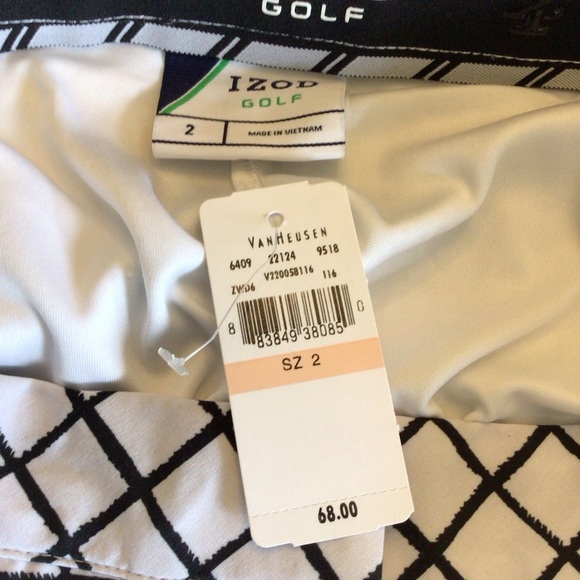 GOLF
IZOD
GOLF
2 MADE IN VIETNAM
VANHEUSEN
6409 22124 9518
ZWD6 V220058116 116
8 83849 38085 0
SZ 2
68.00